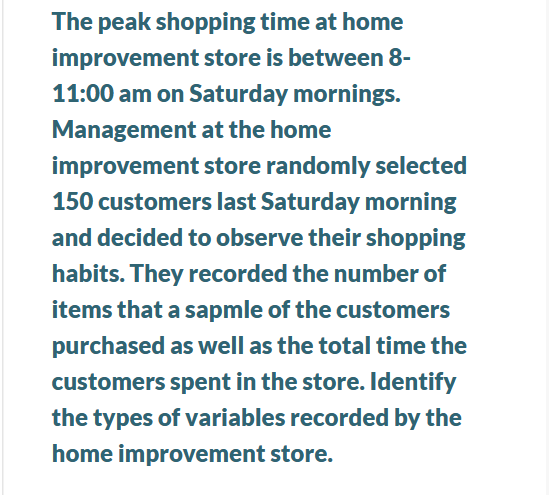 The peak shopping time at home
improvement store is between 8-
11:00 am on Saturday mornings.
Management at the home
improvement store randomly selected
150 customers last Saturday morning
and decided to observe their shopping
habits. They recorded the number of
items that a sapmle of the customers
purchased as well as the total time the
customers spent in the store. Identify
the types of variables recorded by the
home improvement store.